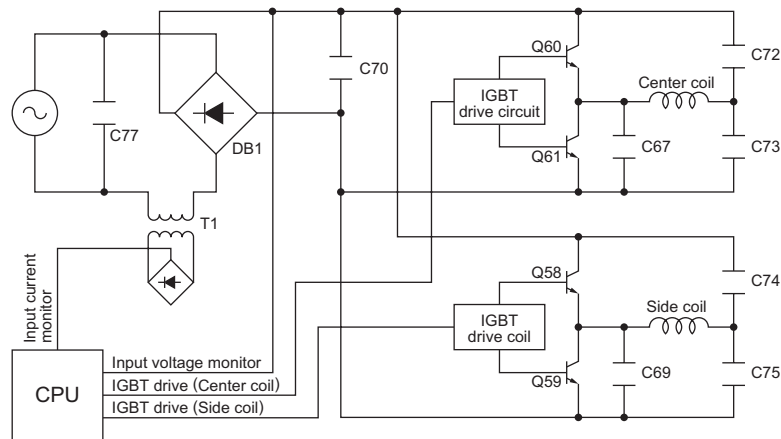 C77
DB1
T1
C70
Q60
IGBT
drive circuit
Q61
C67
Center coil
C72
C73
Q58
IGBT
drive coil
Q59
C69
Side coil
C74
C75
Input current
monitor
CPU
Input voltage monitor
IGBT drive (Center coil)
IGBT drive (Side coil)